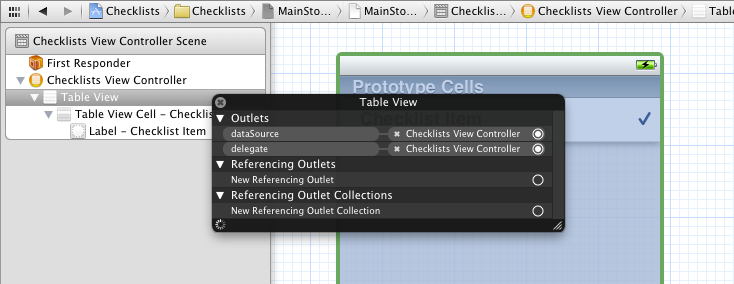 Checklists Checklists MainSto... MainSto... Checklis... Checklists View Controller Table
Checklists View Controller Scene
First Responder
Checklists View Controller
Table View
Table View Cell – Checklis
Label – Checklist Item
Prototype Cells
Checklist Item
Table View
Outlets
dataSource Checklists View Controller
delegate Checklists View Controller
Referencing Outlets
New Referencing Outlet
Referencing Outlet Collections
New Referencing Outlet Collection